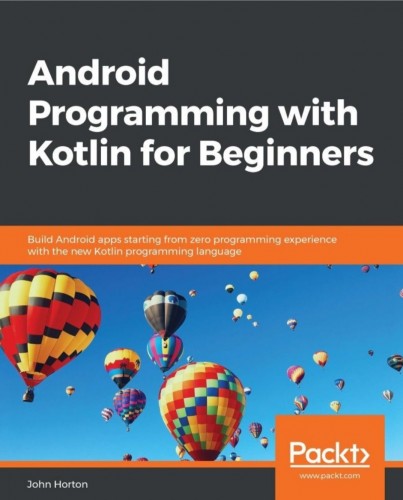 Android
Programming with
Kotlin for Beginners
Build Android apps starting from zero programming experience
with the new Kotlin programming language
Packt>
www.packt.com
John Horton